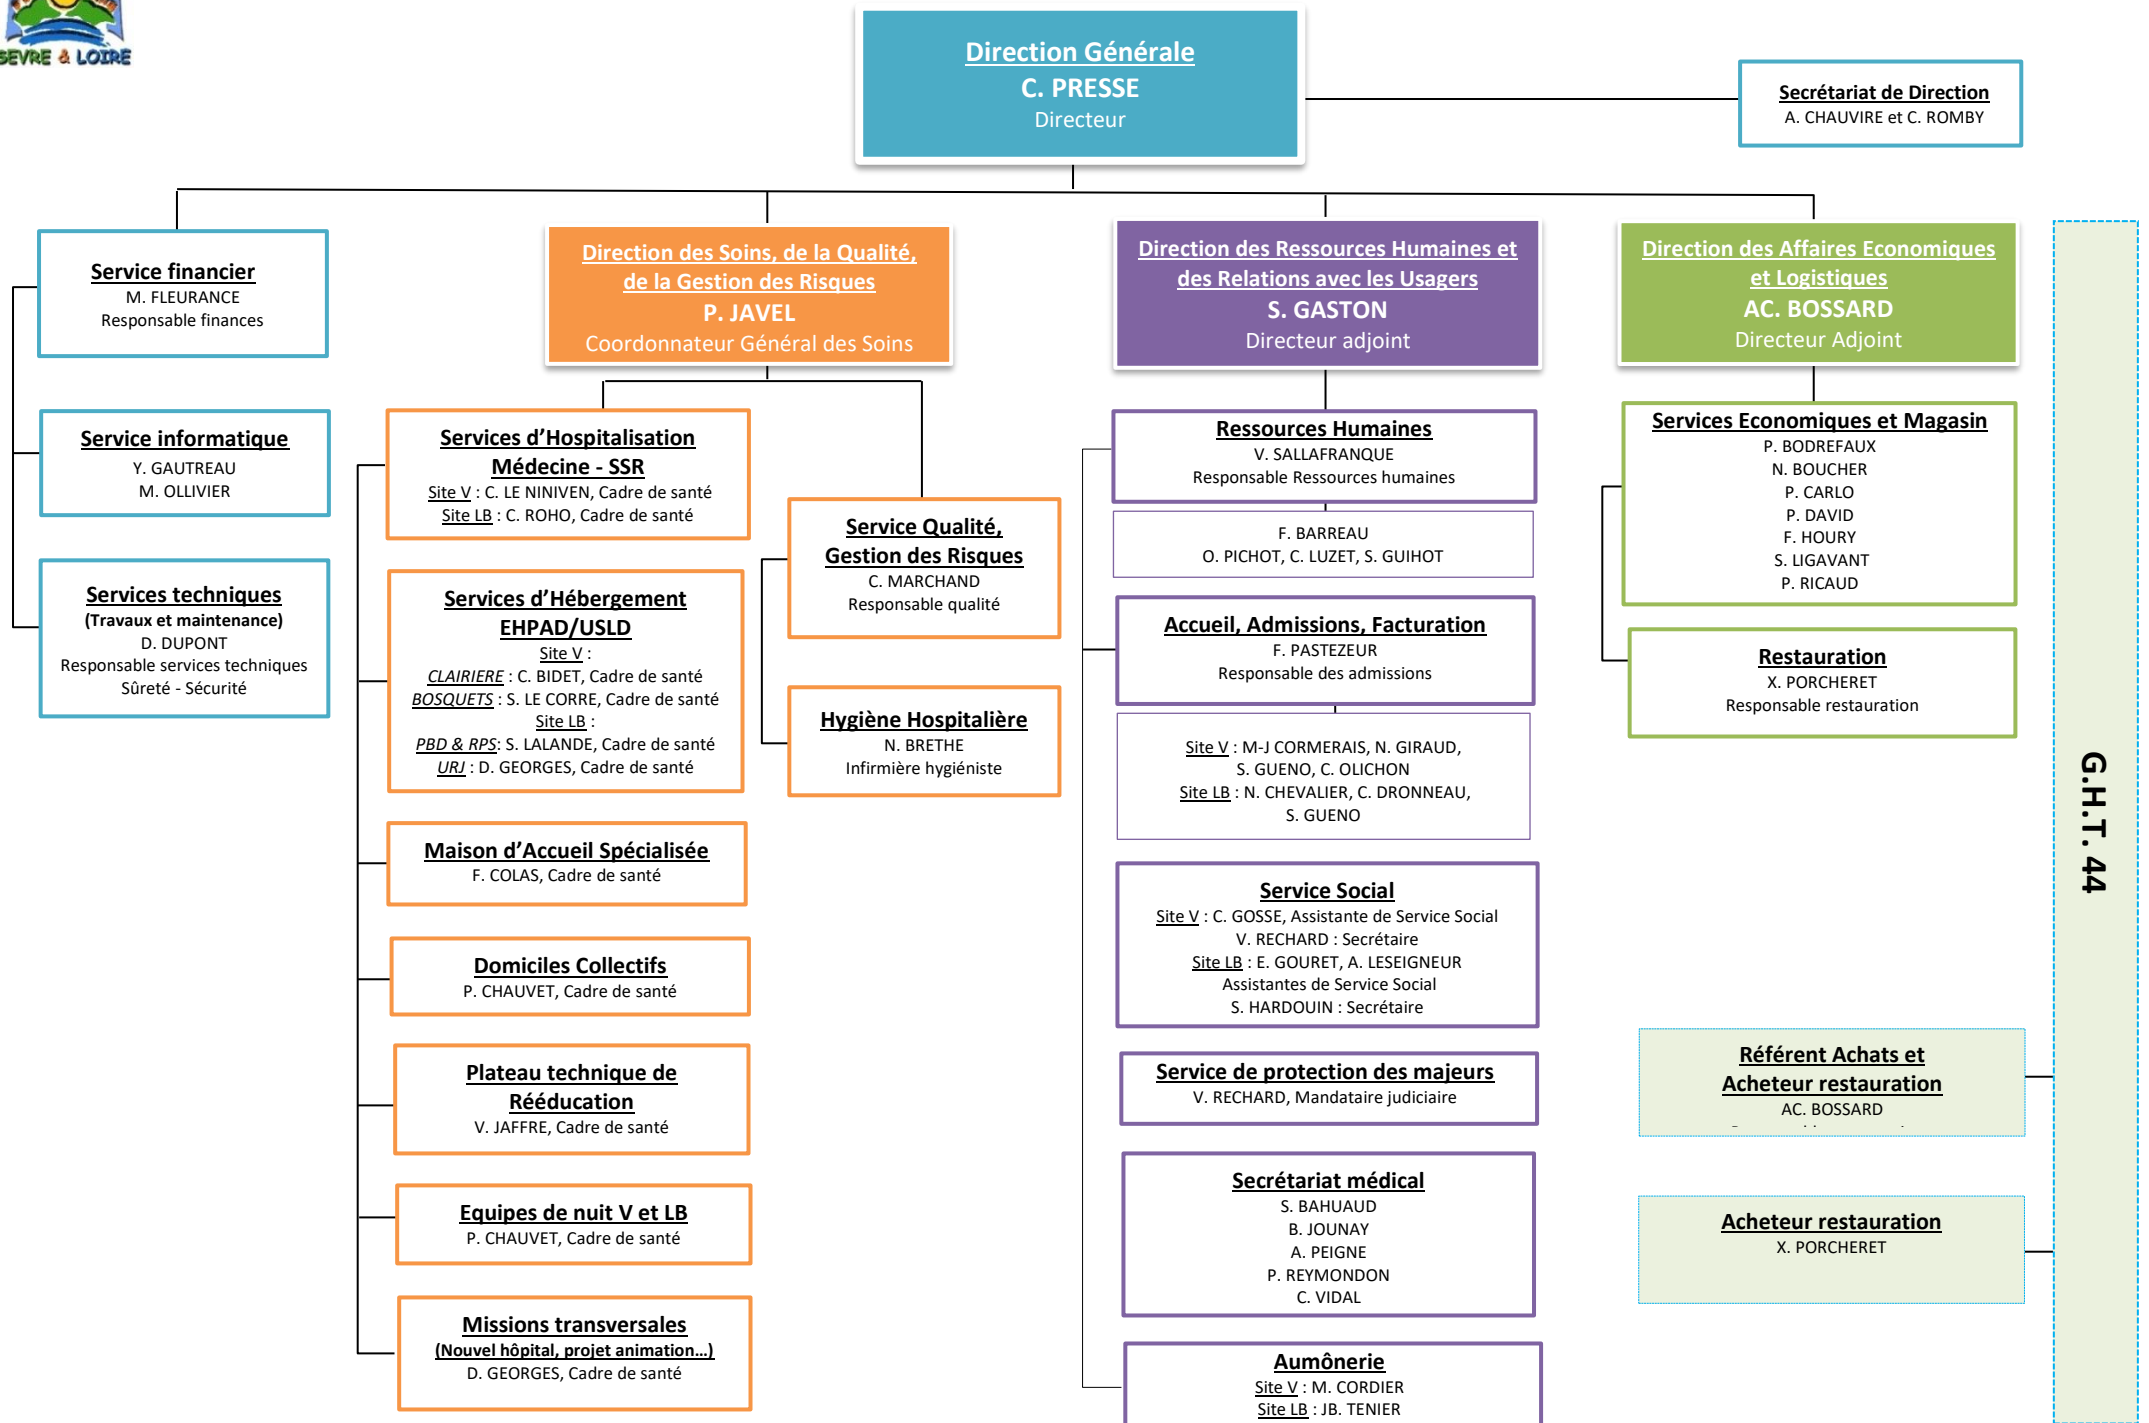 SEVRE & LOIRE
Direction Générale
C. PRESSE
Directeur
Secrétariat de Direction
A. CHAUVIRE et C. ROMBY
Service financier
M. FLEURANCE
Responsable finances
Service informatique
Y. GAUTREAU
M. OLLIVIER
Services techniques
(Travaux et maintenance)
D. DUPONT
Responsable services techniques
Sûreté - Sécurité
Direction des Soins, de la Qualité,
de la Gestion des Risques
P. JAVEL
Coordonnateur Général des Soins
Services d’Hospitalisation
Médecine - SSR
Site V : C. LE NINIVEN, Cadre de santé
Site LB : C. ROHO, Cadre de santé
Services d’Hébergement
EHPAD/USLD
Site V :
CLAIRIERE : C. BIDET, Cadre de santé
BOSQUETS : S. LE CORRE, Cadre de santé
Site LB :
PBD & RPS: S. LALANDE, Cadre de santé
URJ : D. GEORGES, Cadre de santé
Maison d’Accueil Spécialisée
F. COLAS, Cadre de santé
Domiciles Collectifs
P. CHAUVET, Cadre de santé
Plateau technique de
Rééducation
V. JAFFRE, Cadre de santé
Equipes de nuit V et LB
P. CHAUVET, Cadre de santé
Missions transversales
(Nouvel hôpital, projet animation…)
D. GEORGES, Cadre de santé
Service Qualité,
Gestion des Risques
C. MARCHAND
Responsable qualité
Hygiène Hospitalière
N. BRETHE
Infirmière hygiéniste
Direction des Ressources Humaines et
des Relations avec les Usagers
S. GASTON
Directeur adjoint
Ressources Humaines
V. SALLAFRANQUE
Responsable Ressources humaines
F. BARREAU
O. PICHOT, C. LUZET, S. GUIHOT
Accueil, Admissions, Facturation
F. PASTEZEUR
Responsable des admissions
Site V : M-J CORMERAIS, N. GIRAUD,
S. GUENO, C. OLICHON
Site LB : N. CHEVALIER, C. DRONNEAU,
S. GUENO
Service Social
Site V : C. GOSSE, Assistante de Service Social
V. RECHARD : Secrétaire
Site LB : E. GOURET, A. LESEIGNEUR
Assistantes de Service Social
S. HARDOUIN : Secrétaire
Service de protection des majeurs
V. RECHARD, Mandataire judiciaire
Secrétariat médical
S. BAHUAUD
B. JOUNAY
A. PEIGNE
P. REYMONDON
C. VIDAL
Aumônerie
Site V : M. CORDIER
Site LB : JB. TENIER
Direction des Affaires Economiques
et Logistiques
AC. BOSSARD
Directeur Adjoint
Services Economiques et Magasin
P. BODREFAUX
N. BOUCHER
P. CARLO
P. DAVID
F. HOURY
S. LIGAVANT
P. RICAUD
Restauration
X. PORCHERET
Responsable restauration
Référent Achats et
Acheteur restauration
AC. BOSSARD
Acheteur restauration
X. PORCHERET
G.H.T. 44